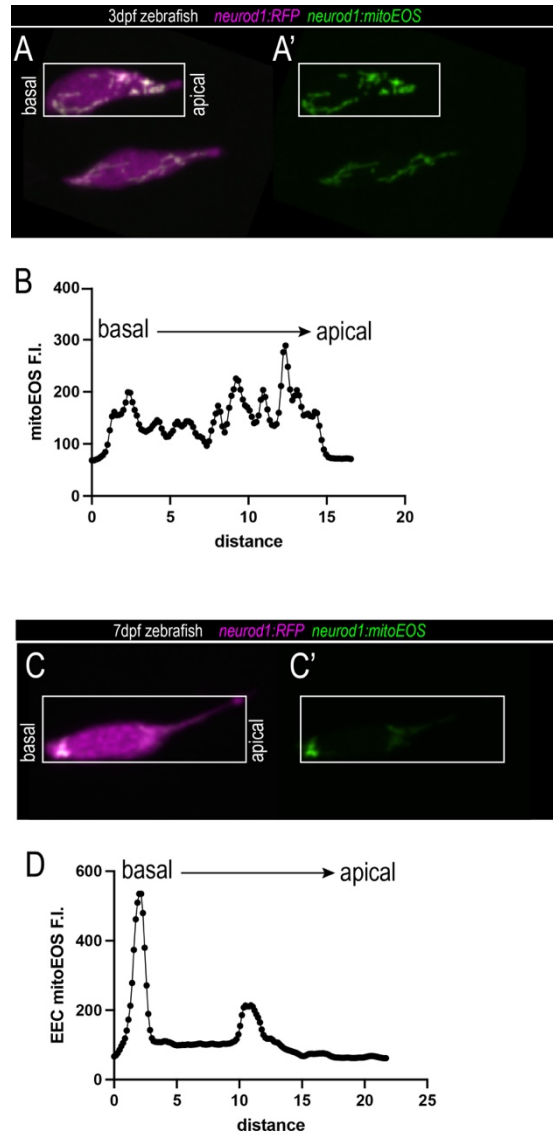 3dpf zebrafish neurod1:RFP neurod1:mitoEOS
A A'
basal apical
B
400
basal apical
300
200
100
0
mitoEOS F.I.
0 5 10 15 20
distance
7dpf zebrafish neurod1:RFP neurod1:mitoEOS
C C'
basal apical
D
600
basal apical
400
200
0
EEC mitoEOS F.I.
0 5 10 15 20 25
distance